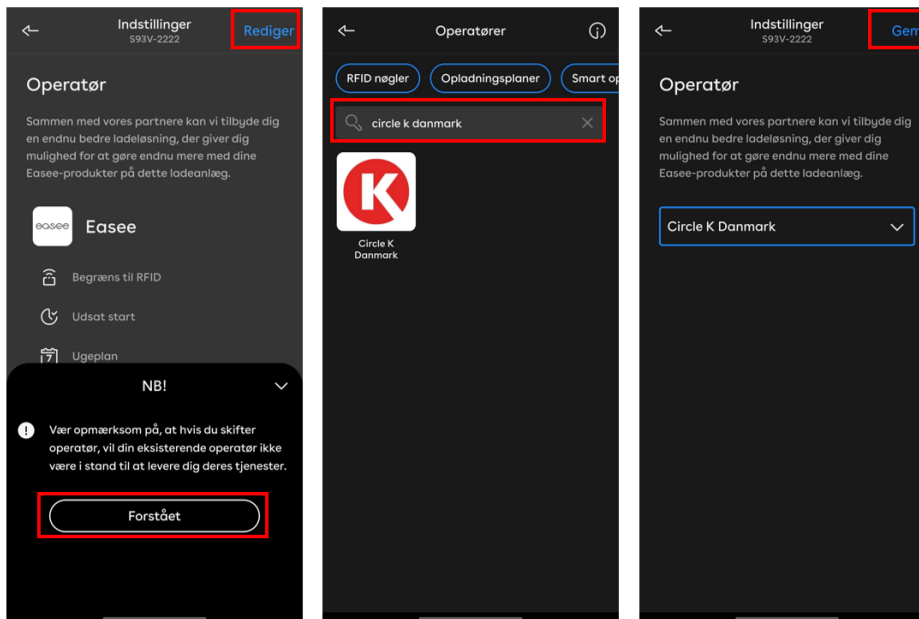 Indstillinger
S93V-2222
Rediger
Operatør
Sammen med vores partnere kan vi tilbyde dig
en endnu bedre ladeløsning, der giver dig
mulighed for at gøre endnu mere med dine
Easee-produkter på dette ladeanlæg.
easee
Easee
Begræns til RFID
Udsæt start
Ugeplan
NB!
Vær opmærksom på, at hvis du skifter
operatør, vil din eksisterende operatør ikke
være i stand til at levere dig deres tjenester.
Forstået
Operatører
RFID nøgler
Opladningsplaner
Smart op
circle k danmark
K
Circle K
Danmark
Indstillinger
S93V-2222
Gem
Operatør
Sammen med vores partnere kan vi tilbyde dig
en endnu bedre ladeløsning, der giver dig
mulighed for at gøre endnu mere med dine
Easee-produkter på dette ladeanlæg.
Circle K Danmark